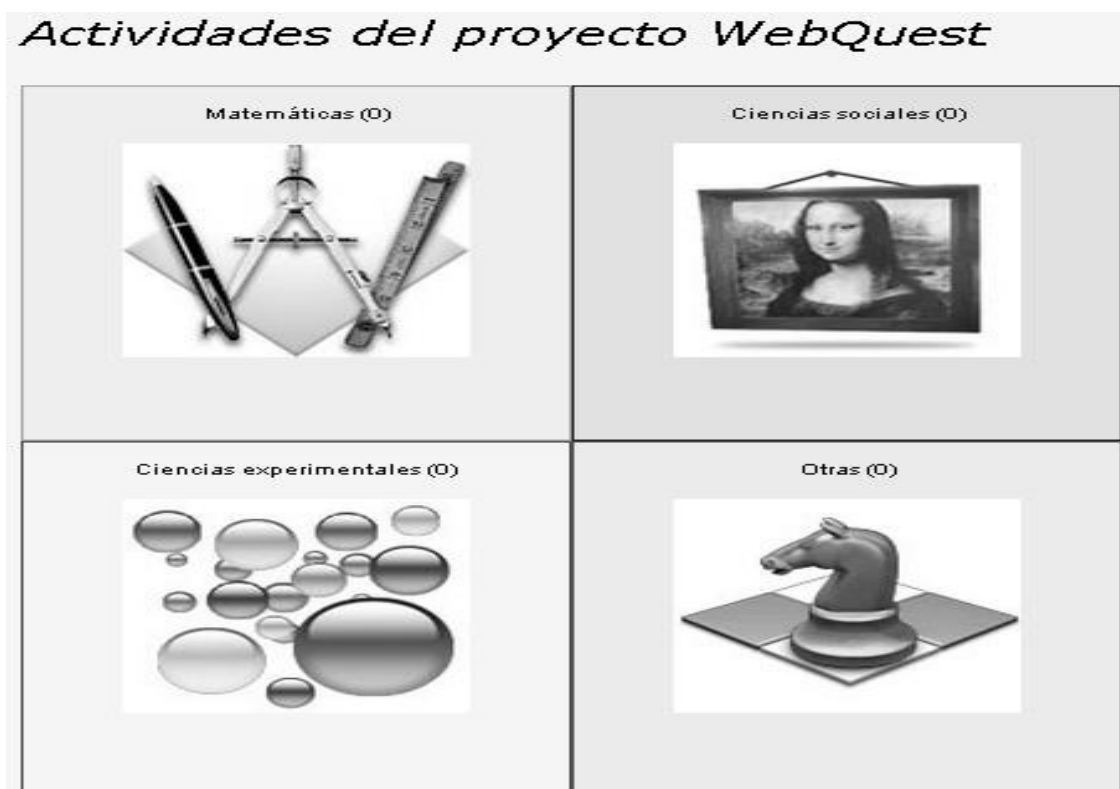 Actividades del proyecto WebQuest
Matemáticas (0)
Ciencias sociales (0)
Ciencias experimentales (0)
Otras (0)